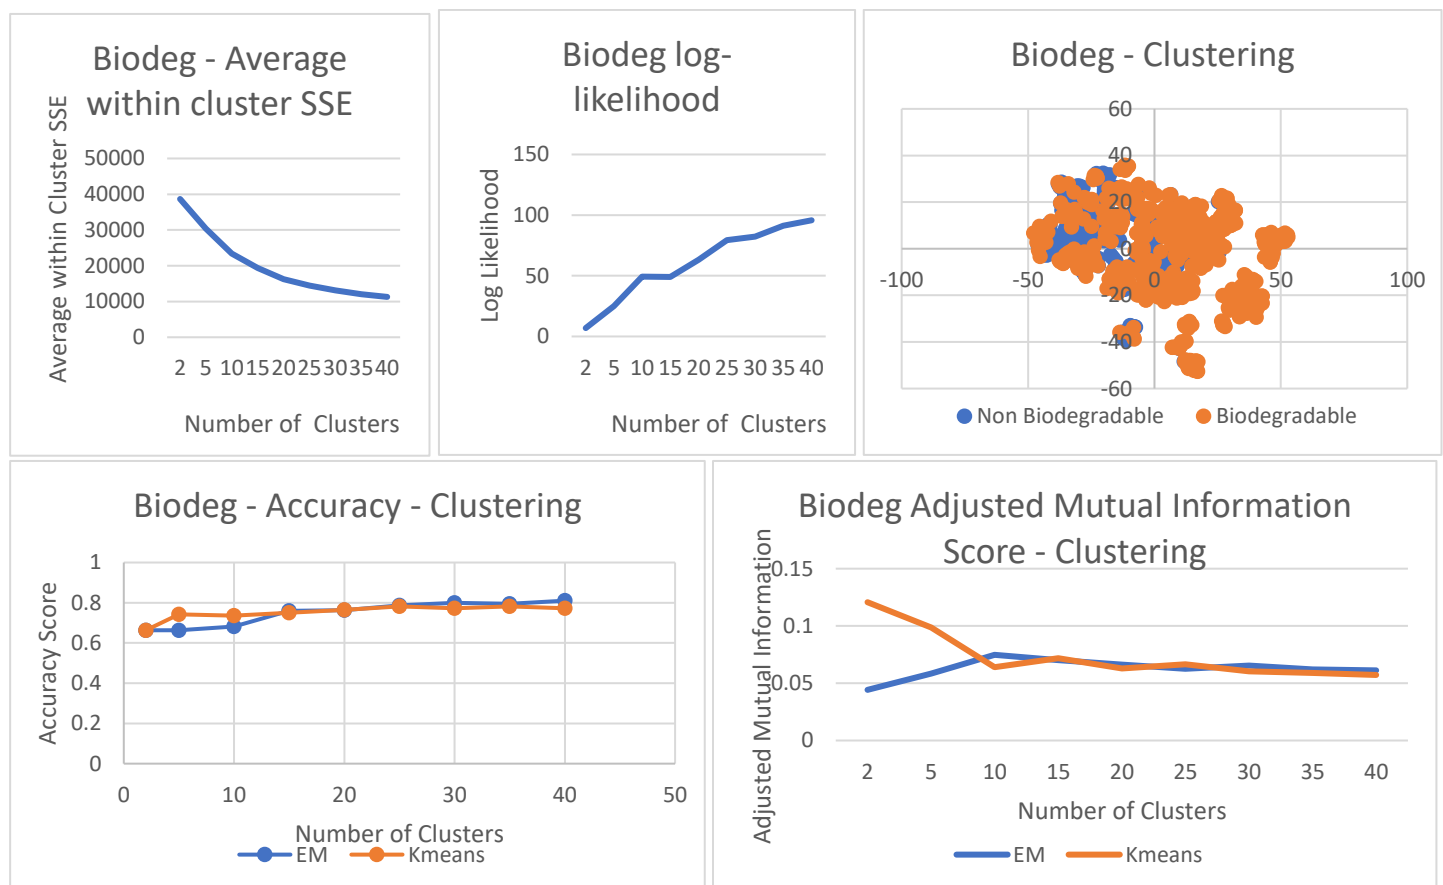 Biodeg - Average
within cluster SSE
Average within Cluster SSE
50000
40000
30000
20000
10000
0
2 5 10 15 20 25 30 35 40
Number of Clusters
Biodeg log-
likelihood
Log Likelihood
150
100
50
0
2 5 10 15 20 25 30 35 40
Number of Clusters
Biodeg - Clustering
60
40
20
0
-20
-40
-60
-100 -50 0 50 100
Non Biodegradable Biodegradable
Biodeg - Accuracy - Clustering
Accuracy Score
1
0.8
0.6
0.4
0.2
0
0 10 20 30 40 50
Number of Clusters
EM Kmeans
Biodeg Adjusted Mutual Information
Score - Clustering
Adjusted Mutual Information
0.15
0.1
0.05
0
2 5 10 15 20 25 30 35 40
Number of Clusters
EM Kmeans